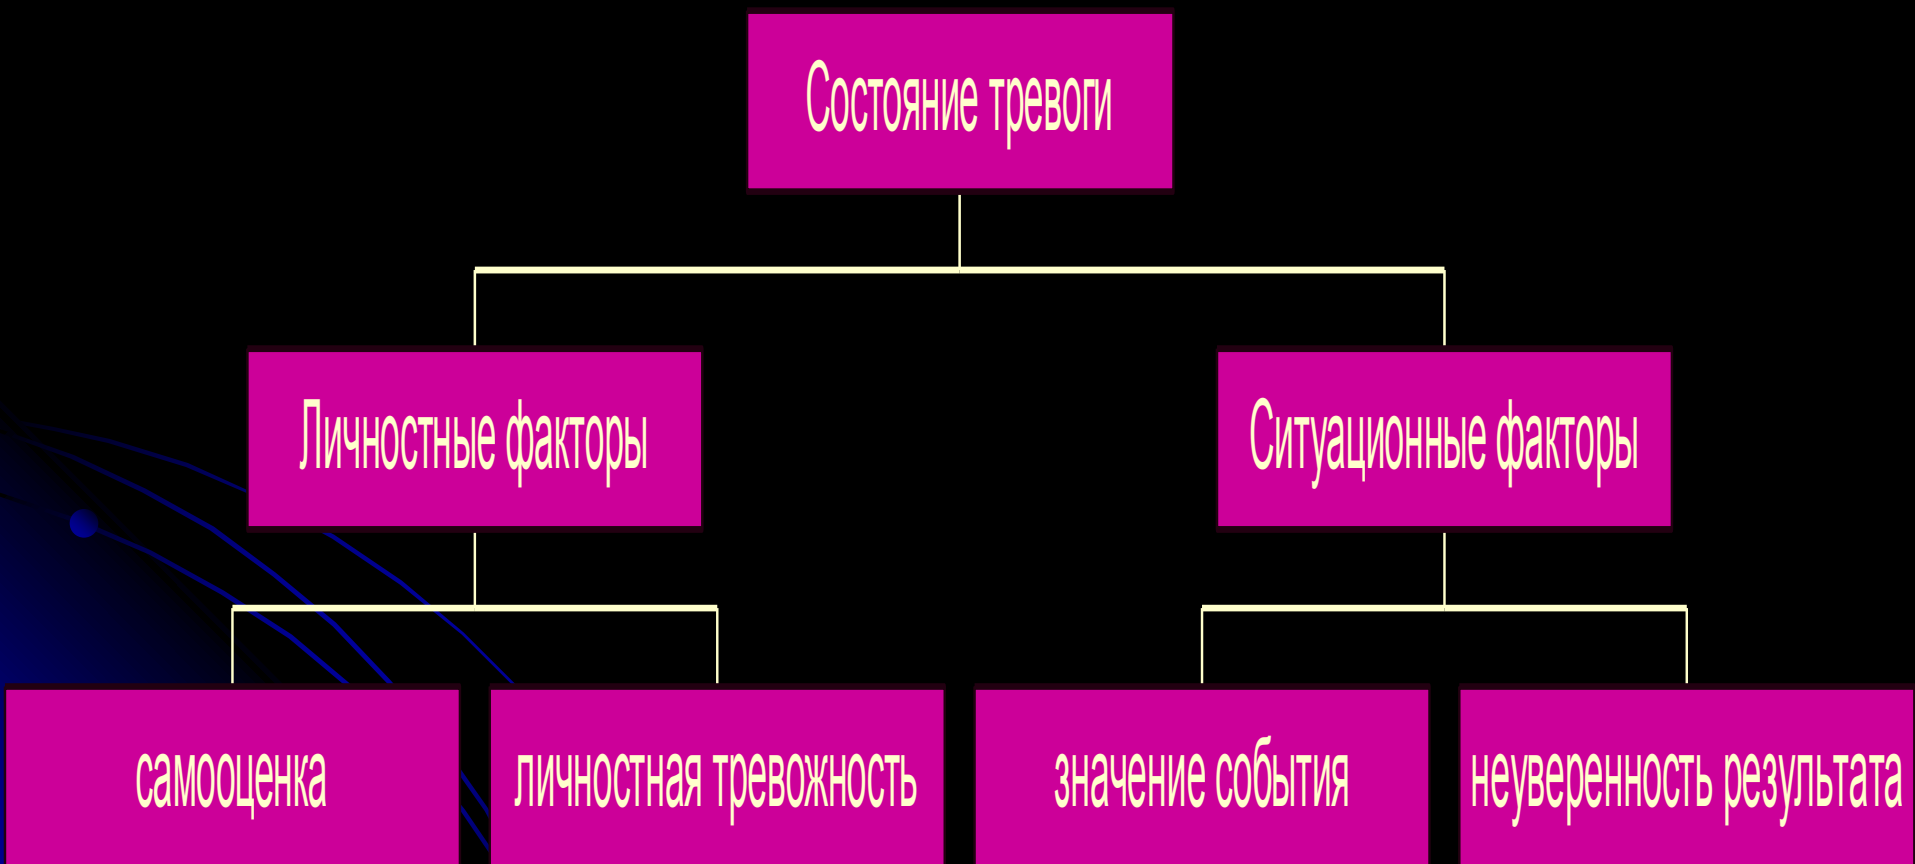 Состояние тревоги
Личностные факторы
Ситуационные факторы
самооценка
личностная тревожность
значение события
неуверенность результата